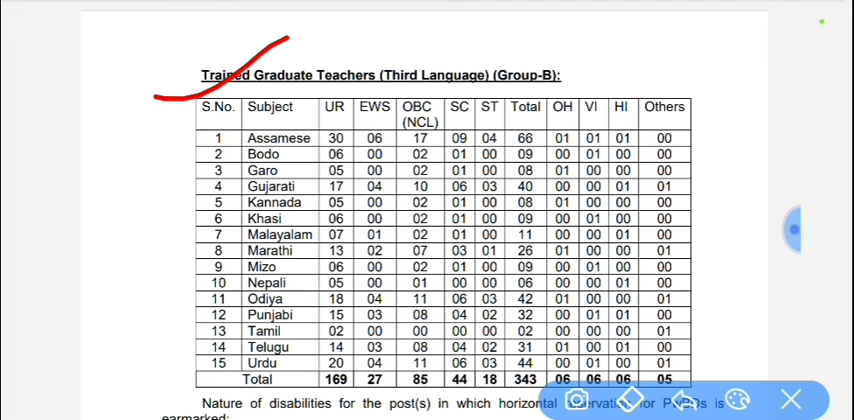 Trained Graduate Teachers (Third Language) (Group-B):
S.No. Subject UR EWS OBC (NCL) SC ST Total OH VI HI Others
1 Assamese 30 06 17 09 04 66 01 01 01 00
2 Bodo 06 00 02 01 00 09 00 01 00 00
3 Garo 05 00 02 01 00 08 01 00 00 00
4 Gujarati 17 04 10 06 03 40 00 00 01 01
5 Kannada 05 00 02 01 00 08 01 00 00 00
6 Khasi 06 00 02 01 00 09 00 01 00 00
7 Malayalam 07 01 02 01 00 11 00 00 01 00
8 Marathi 13 02 07 03 01 26 01 00 00 01
9 Mizo 06 00 02 01 00 09 00 01 00 00
10 Nepali 05 00 01 00 00 06 00 00 01 00
11 Odiya 18 04 11 06 03 42 01 00 00 01
12 Punjabi 15 03 08 04 02 32 00 01 01 00
13 Tamil 02 00 00 00 00 02 00 00 00 01
14 Telugu 14 03 08 04 02 31 01 00 01 00
15 Urdu 20 04 11 06 03 44 00 01 00 01
Total 169 27 85 44 18 343 06 06 06 05
Nature of disabilities for the post(s) in which horizontal for is
earmarked: